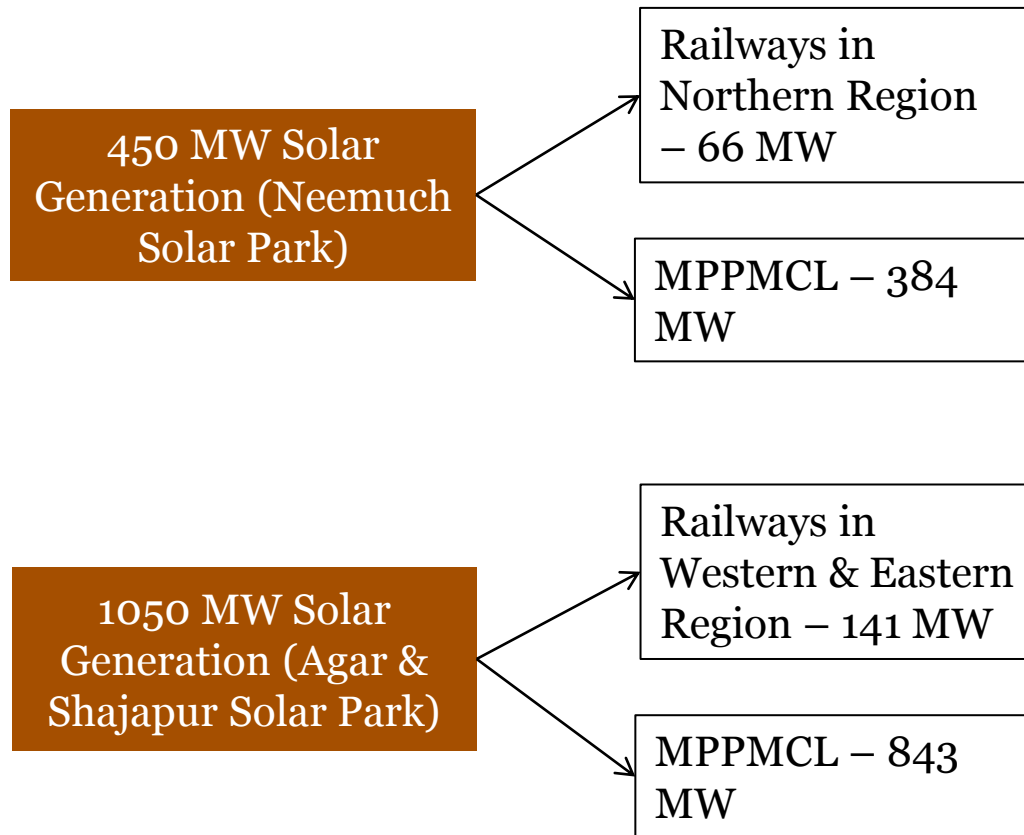 Railways in
Northern Region
– 66 MW
450 MW Solar
Generation (Neemuch
Solar Park)
MPPMCL – 384
MW
Railways in
Western & Eastern
Region – 141 MW
1050 MW Solar
Generation (Agar &
Shajapur Solar Park)
MPPMCL – 843
MW